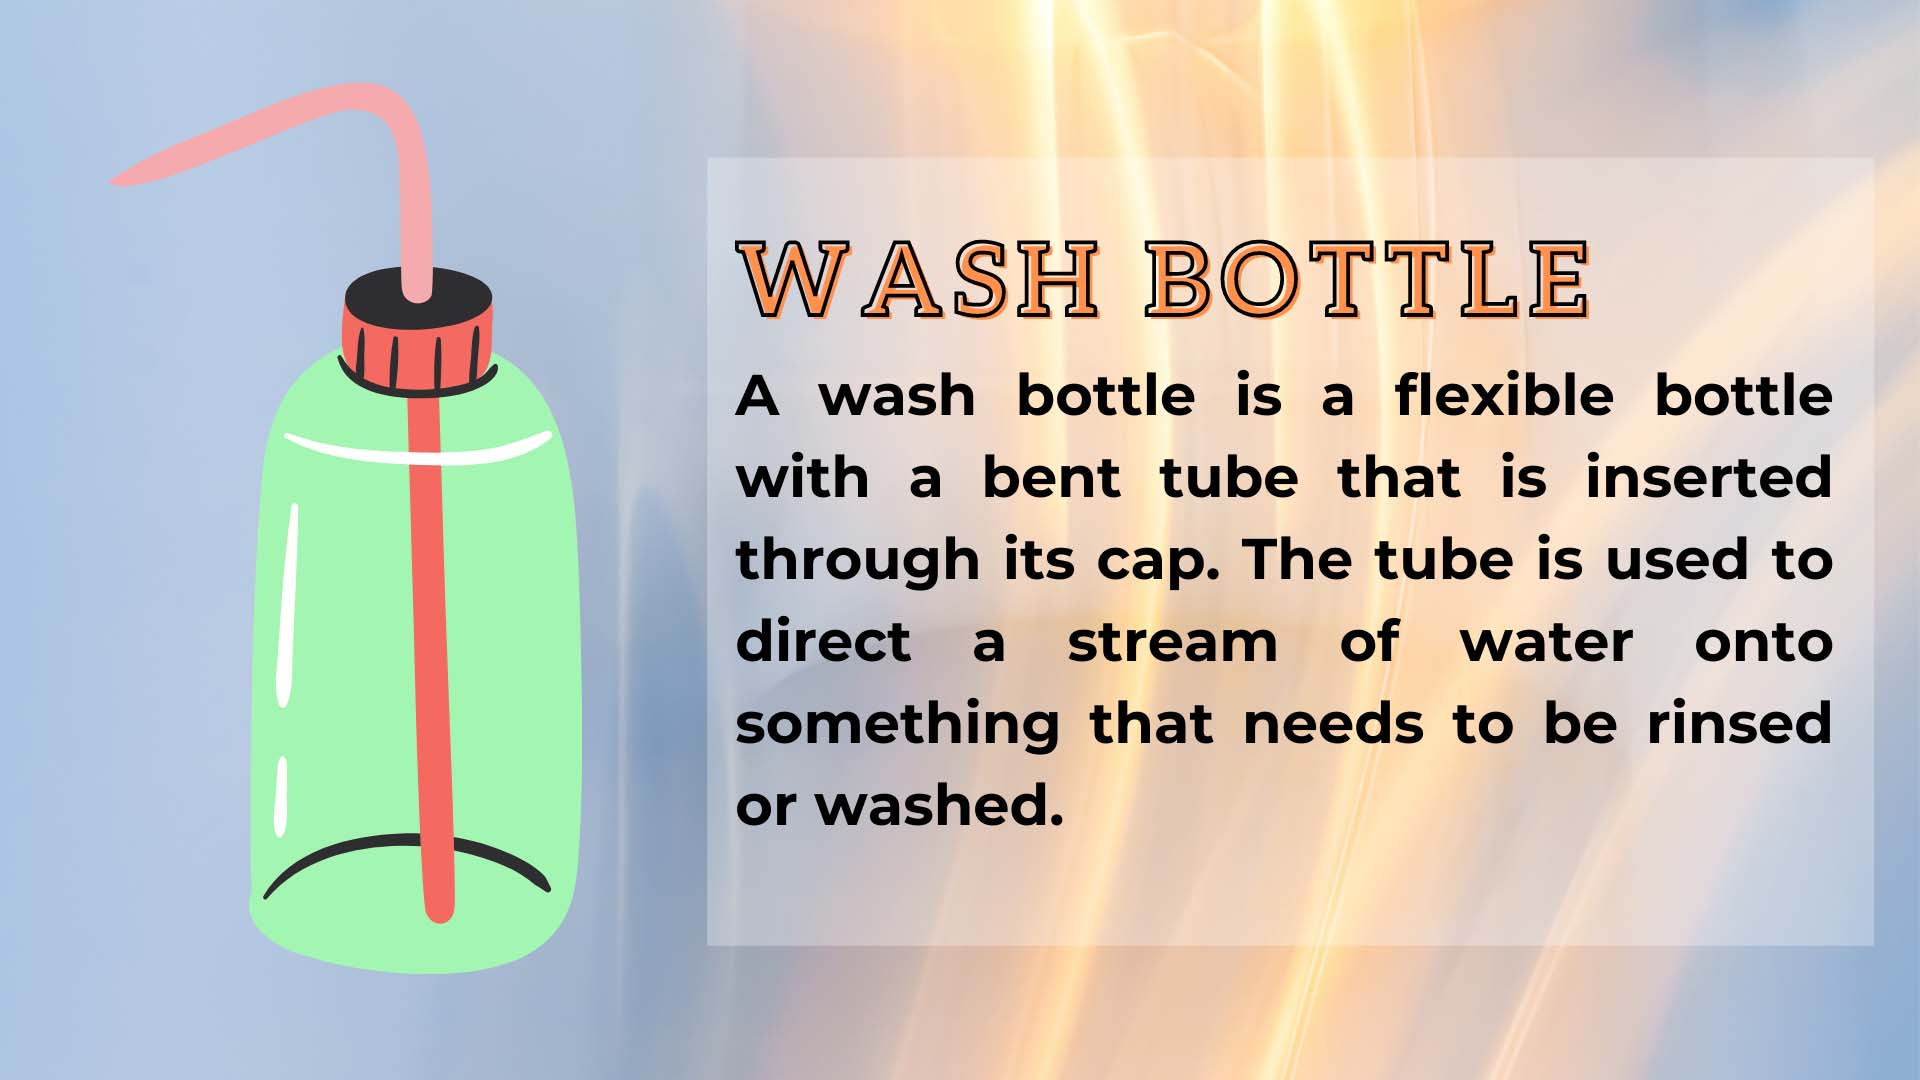 WASH BOTTLE
A wash bottle is a flexible bottle
with a bent tube that is inserted
through its cap. The tube is used to
direct a stream of water onto
something that needs to be rinsed
or washed.